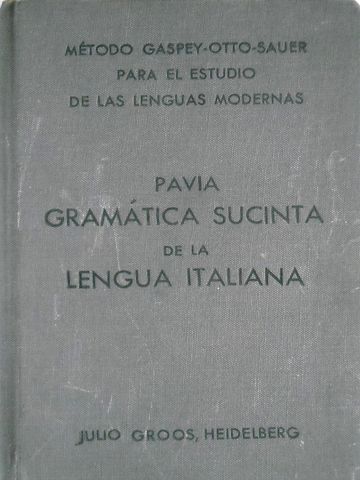 MÉTODO GASPEY-OTTO-SAUER
PARA EL ESTUDIO
DE LAS LENGUAS MODERNAS
PAVIA
GRAMÁTICA SUCINTA
DE LA
LENGUA ITALIANA
JULIO GROOS, HEIDELBERG